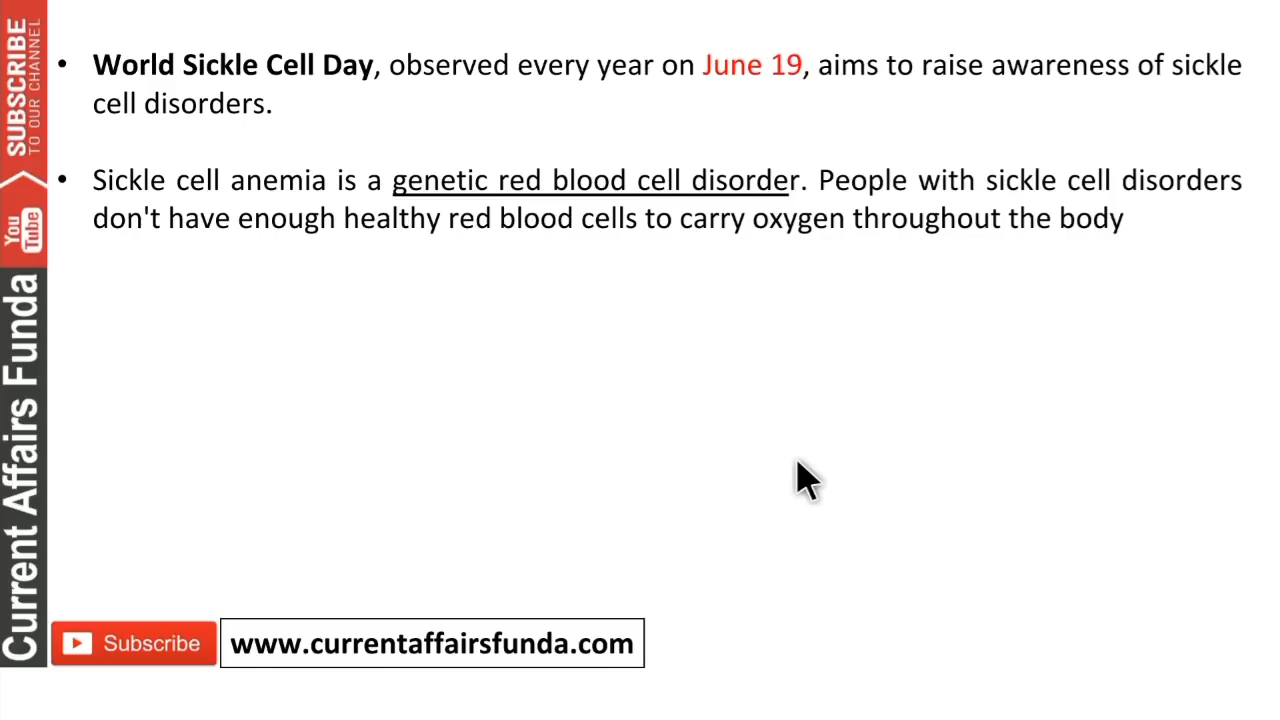 • World Sickle Cell Day, observed every year on June 19, aims to raise awareness of sickle
cell disorders.
• Sickle cell anemia is a genetic red blood cell disorder. People with sickle cell disorders
don't have enough healthy red blood cells to carry oxygen throughout the body
SUBSCRIBE
TO OUR CHANNEL
You
Tube
Current Affairs Funda
Subscribe
www.currentaffairsfunda.com